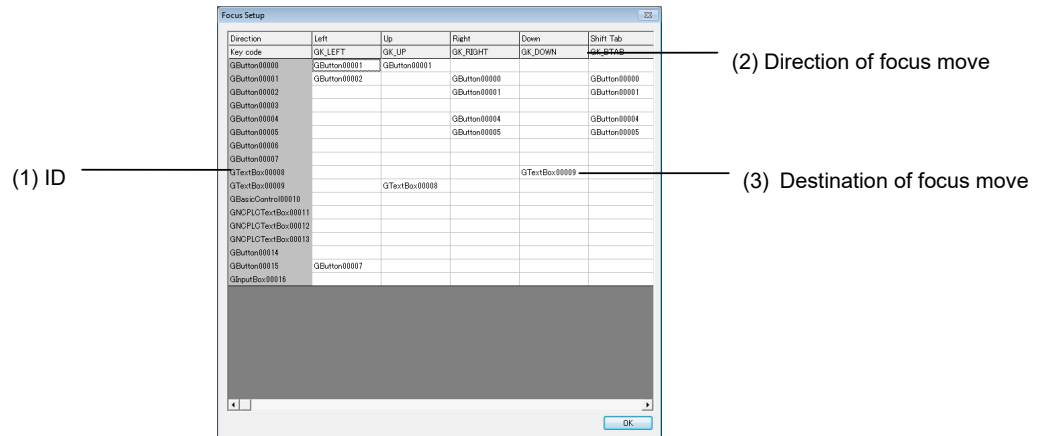 Focus Setup
Direction Left Up Right Down Shift Tab
Key code GK_LEFT GK_UP GK_RIGHT GK_DOWN GK_BTAB
(2) Direction of focus move
GButton00000 GButton00001 GButton00001
GButton00001 GButton00002 GButton00000 GButton00000
GButton00002 GButton00001 GButton00001
GButton00003
GButton00004 GButton00004 GButton00004
GButton00005 GButton00005 GButton00005
GButton00006
GButton00007
(1) ID
GTextBox00008 GTextBox00009
(3) Destination of focus move
GTextBox00009 GTextBox00008
GBasicControl00010
GNCPLCTextBox00011
GNCPLCTextBox00012
GNCPLCTextBox00013
GButton00014
GButton00015 GButton00007
GInputBox00016
OK